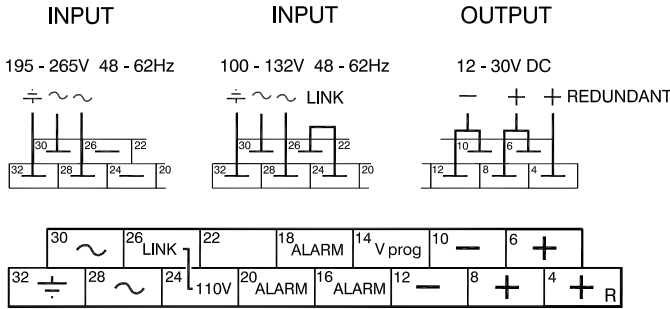 INPUT INPUT OUTPUT
195 - 265V 48 - 62Hz 100 - 132V 48 - 62Hz 12 - 30V DC
⏚ ~ ~ ⏚ ~ ~ LINK − + + REDUNDANT
30 26 22 30 26 22 10 6
32 28 24 20 32 28 24 20 12 8 4
30 ~ 26 LINK 22 18 ALARM 14 V prog 10 − 6 +
32 ⏚ 28 ~ 24 110V 20 ALARM 16 ALARM 12 − 8 + 4 + R